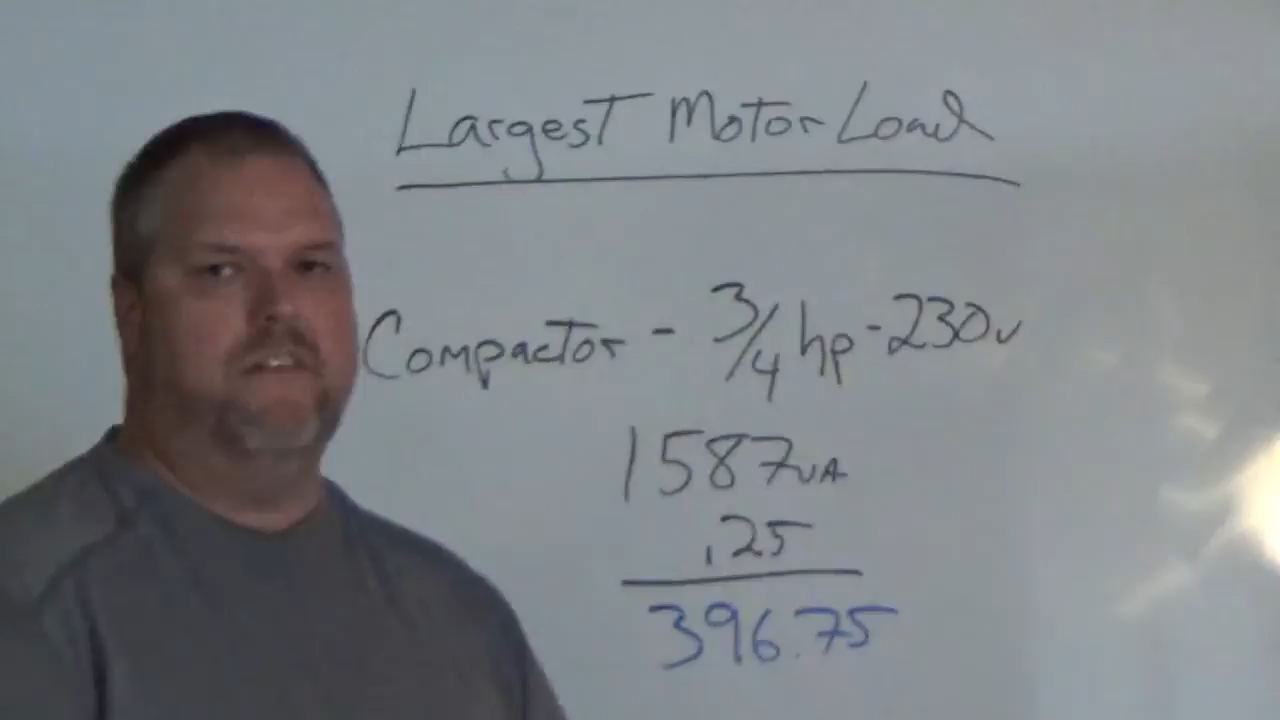 Largest Motor Load
Compactor - 3/4 hp - 230v
1587VA
.25
396.75